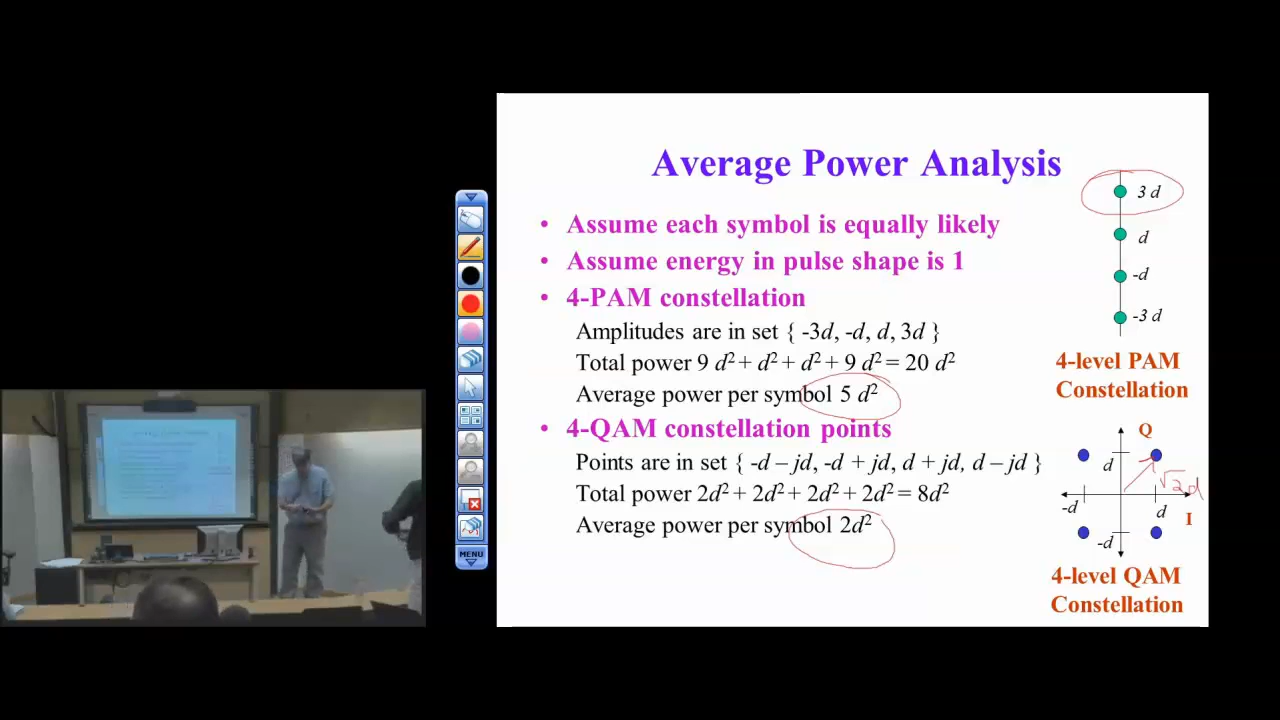 Average Power Analysis
• Assume each symbol is equally likely
• Assume energy in pulse shape is 1
• 4-PAM constellation
Amplitudes are in set { -3d, -d, d, 3d }
Total power 9 d² + d² + d² + 9 d² = 20 d²
Average power per symbol 5 d²
• 4-QAM constellation points
Points are in set { -d – jd, -d + jd, d + jd, d – jd }
Total power 2d² + 2d² + 2d² + 2d² = 8d²
Average power per symbol 2d²
3 d
d
-d
-3 d
4-level PAM
Constellation
Q
d
√2 d
-d
d
I
-d
4-level QAM
Constellation
MENU